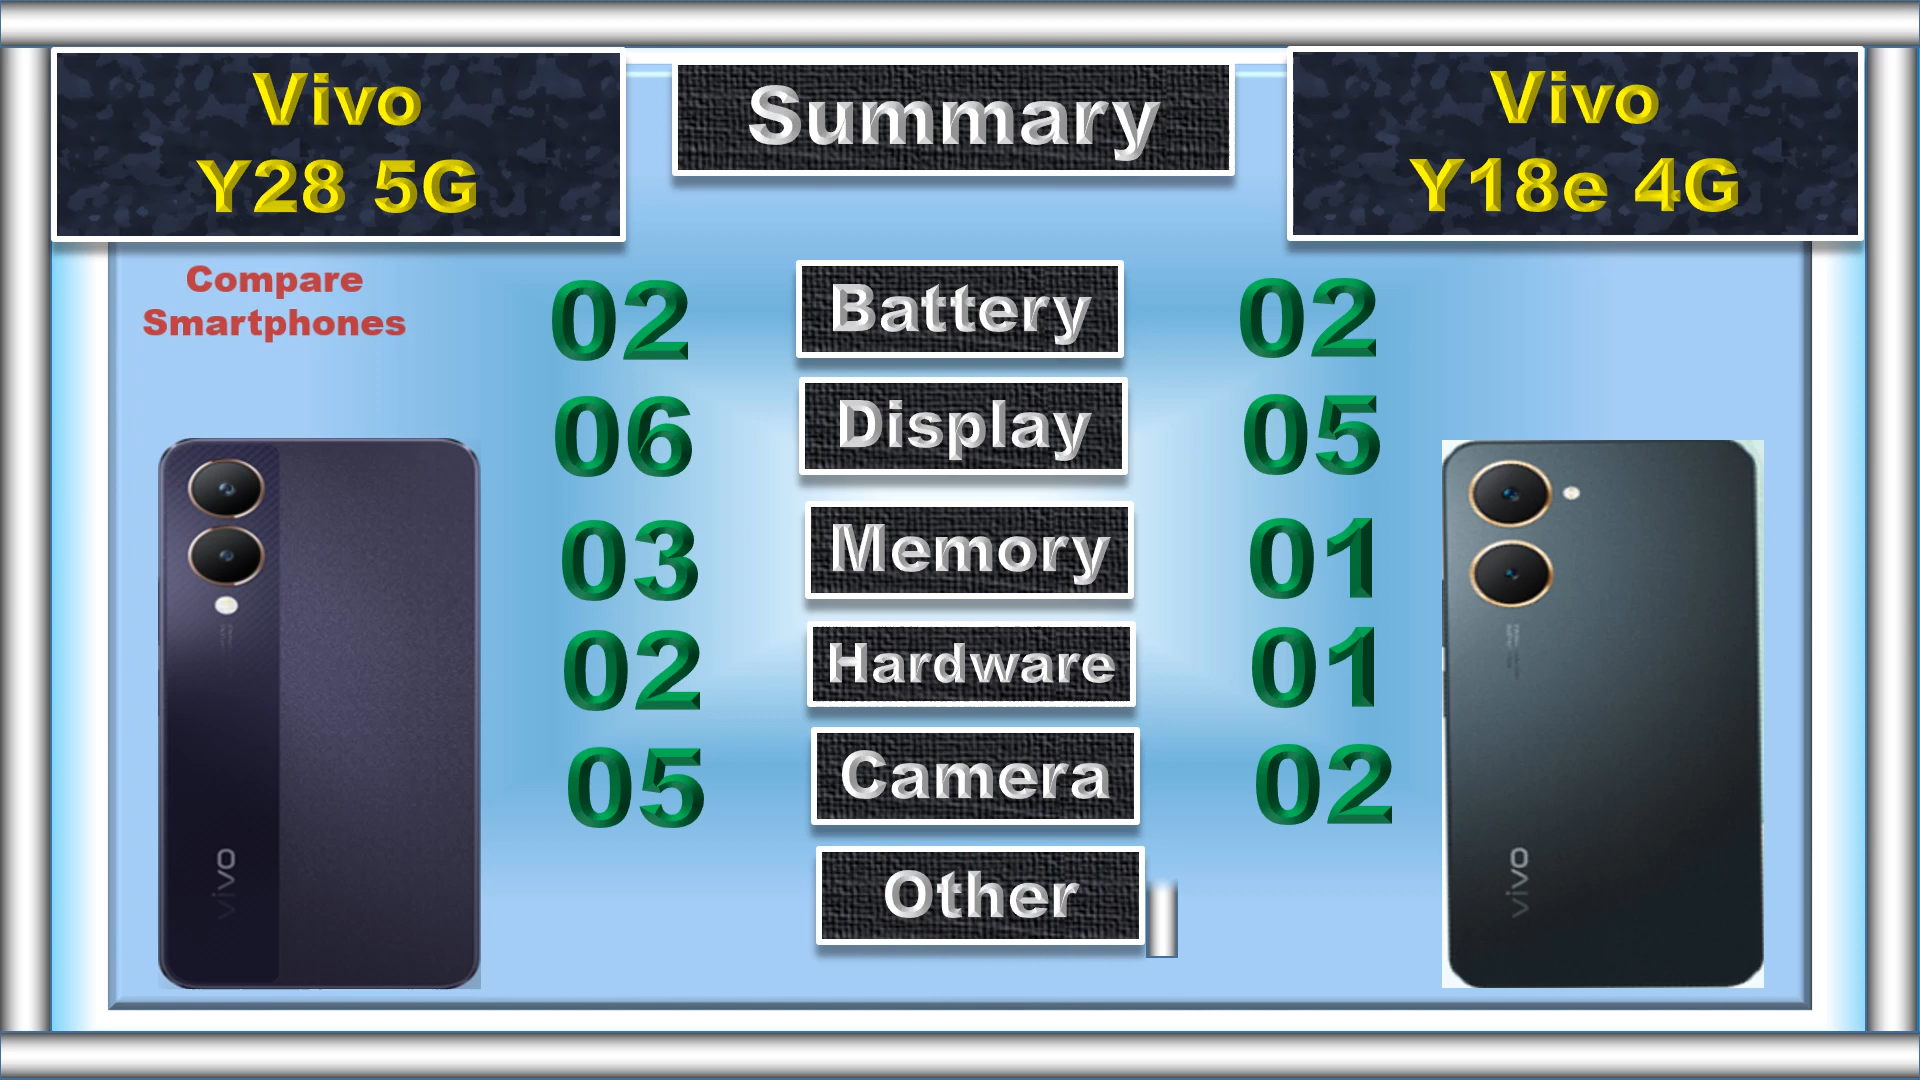 Vivo
Y28 5G
Summary
Vivo
Y18e 4G
Compare
Smartphones
02 Battery 02
06 Display 05
03 Memory 01
02 Hardware 01
05 Camera 02
Other
vivo
vivo